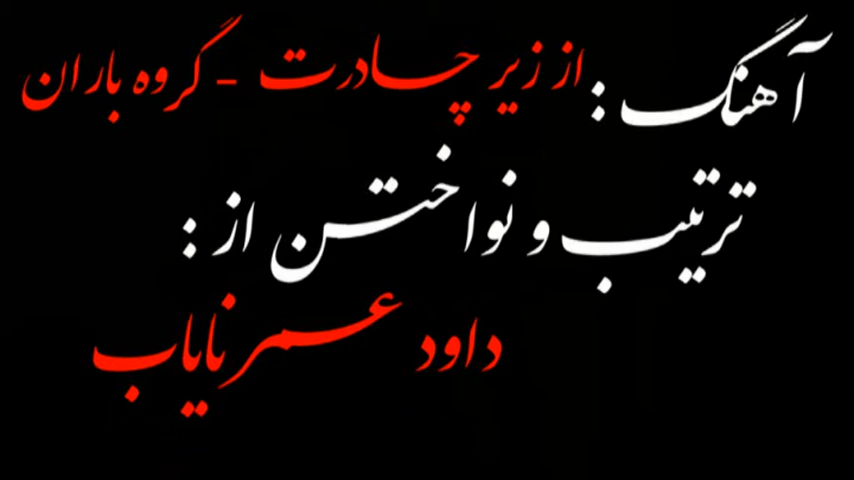 آهنگ : از زیر چادرت - گروه باران
ترتیب و نواختن از :
داود عمر نایاب